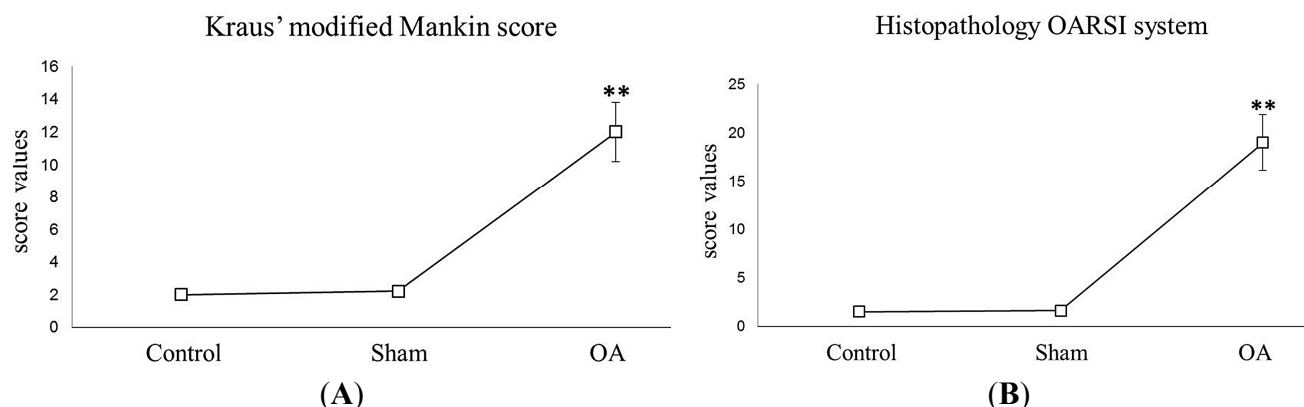 Kraus’ modified Mankin score
score values
16
14
12
10
8
6
4
2
0
**
Control Sham OA
(A)
Histopathology OARSI system
score values
25
20
15
10
5
0
**
Control Sham OA
(B)